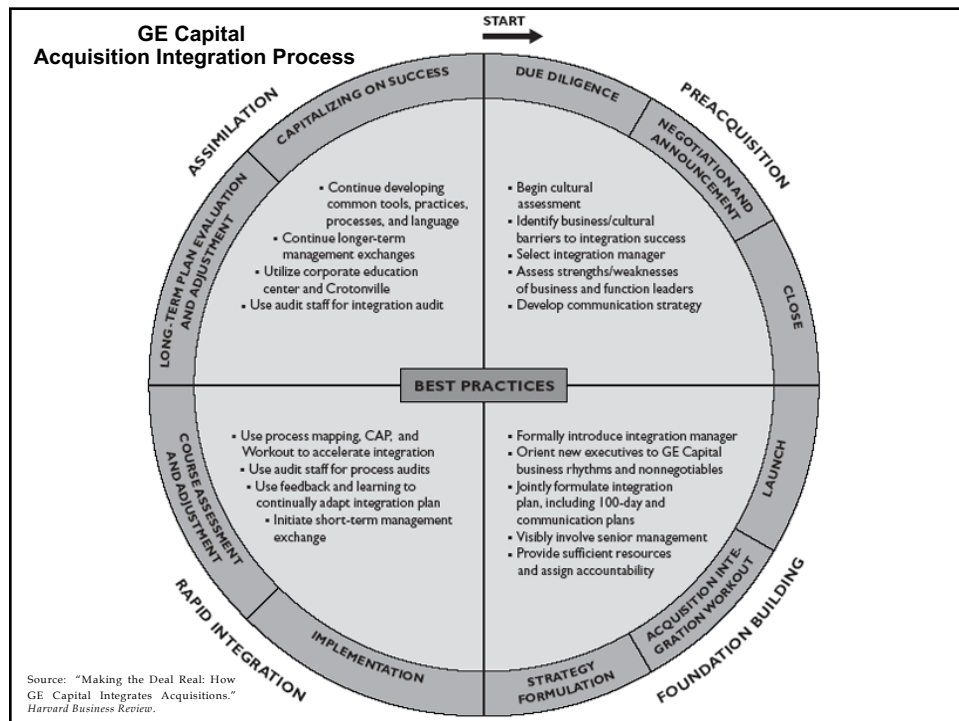 GE Capital
Acquisition Integration Process
START
DUE DILIGENCE
NEGOTIATION AND
ANNOUNCEMENT
CLOSE
PREACQUISITION
▪ Begin cultural
assessment
▪ Identify business/cultural
barriers to integration success
▪ Select integration manager
▪ Assess strengths/weaknesses
of business and function leaders
▪ Develop communication strategy
LAUNCH
ACQUISITION INTE-
GRATION WORKOUT
STRATEGY
FORMULATION
FOUNDATION BUILDING
▪ Formally introduce integration manager
▪ Orient new executives to GE Capital
business rhythms and nonnegotiables
▪ Jointly formulate integration
plan, including 100-day and
communication plans
▪ Visibly involve senior management
▪ Provide sufficient resources
and assign accountability
IMPLEMENTATION
COURSE ASSESSMENT
AND ADJUSTMENT
RAPID INTEGRATION
▪ Use process mapping, CAP, and
Workout to accelerate integration
▪ Use audit staff for process audits
▪ Use feedback and learning to
continually adapt integration plan
▪ Initiate short-term management
exchange
LONG-TERM PLAN EVALUATION
AND ADJUSTMENT
CAPITALIZING ON SUCCESS
ASSIMILATION
▪ Continue developing
common tools, practices,
processes, and language
▪ Continue longer-term
management exchanges
▪ Utilize corporate education
center and Crotonville
▪ Use audit staff for integration audit
BEST PRACTICES
Source: “Making the Deal Real: How
GE Capital Integrates Acquisitions.”
Harvard Business Review.